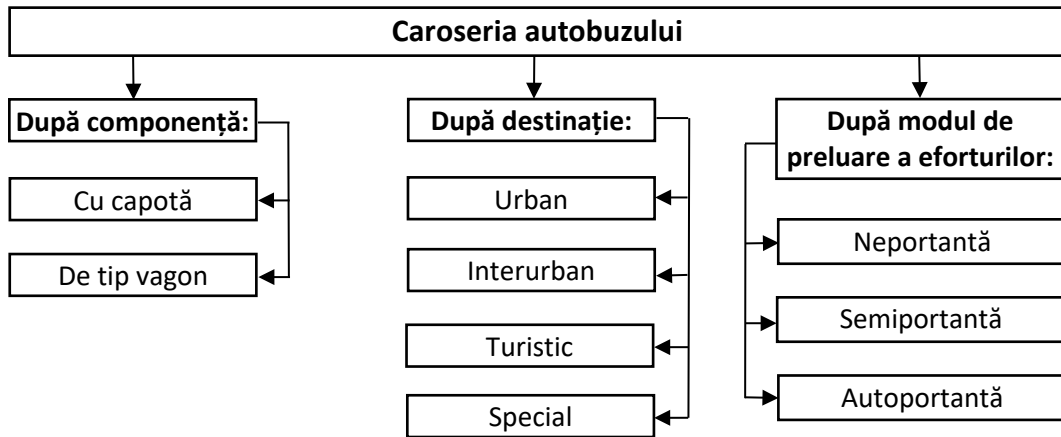 Caroseria autobuzului
După componență:
Cu capotă
De tip vagon
După destinație:
Urban
Interurban
Turistic
Special
După modul de
preluare a eforturilor:
Neportantă
Semiportantă
Autoportantă